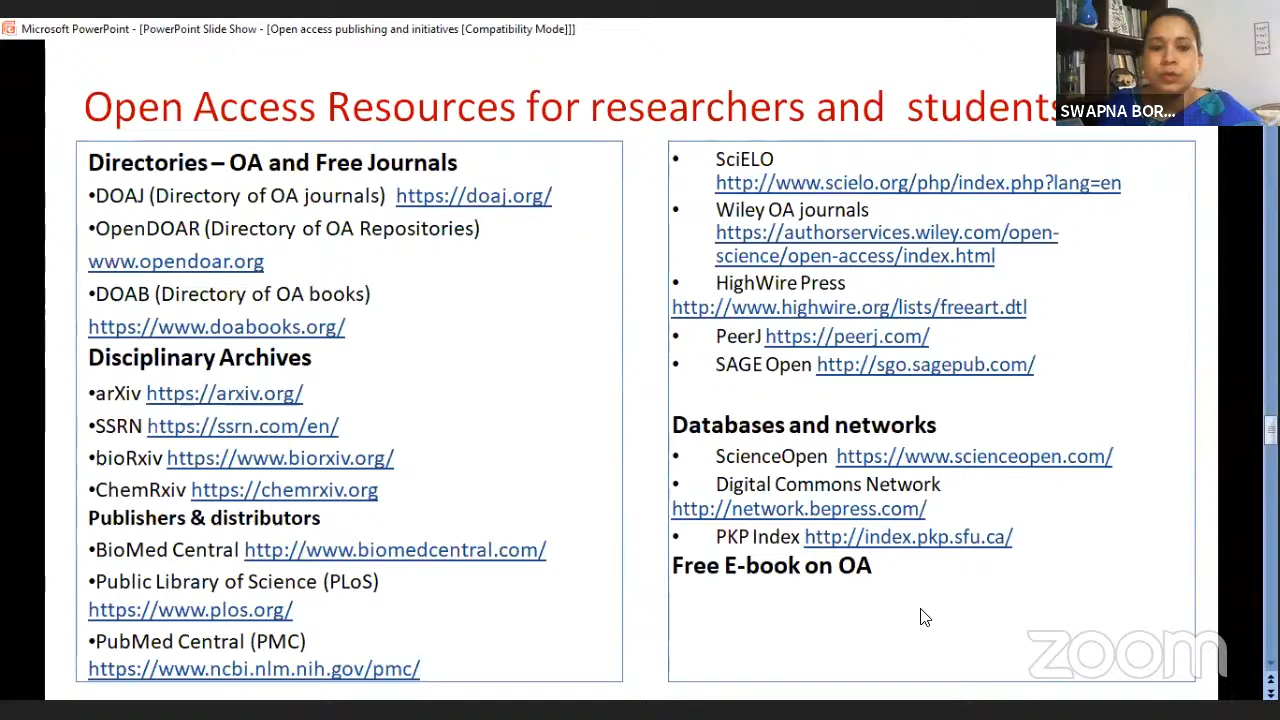 Microsoft PowerPoint - [PowerPoint Slide Show - [Open access publishing and initiatives [Compatibility Mode]]]
SWAPNA BOR...
Open Access Resources for researchers and students
Directories – OA and Free Journals
•DOAJ (Directory of OA journals) https://doaj.org/
•OpenDOAR (Directory of OA Repositories)
www.opendoar.org
•DOAB (Directory of OA books)
https://www.doabooks.org/
Disciplinary Archives
•arXiv https://arxiv.org/
•SSRN https://ssrn.com/en/
•bioRxiv https://www.biorxiv.org/
•ChemRxiv https://chemrxiv.org
Publishers & distributors
•BioMed Central http://www.biomedcentral.com/
•Public Library of Science (PLoS)
https://www.plos.org/
•PubMed Central (PMC)
https://www.ncbi.nlm.nih.gov/pmc/
• SciELO
http://www.scielo.org/php/index.php?lang=en
• Wiley OA journals
https://authorservices.wiley.com/open-
science/open-access/index.html
• HighWire Press
http://www.highwire.org/lists/freeart.dtl
• PeerJ https://peerj.com/
• SAGE Open http://sgo.sagepub.com/
Databases and networks
• ScienceOpen https://www.scienceopen.com/
• Digital Commons Network
http://network.bepress.com/
• PKP Index http://index.pkp.sfu.ca/
Free E-book on OA
zoom